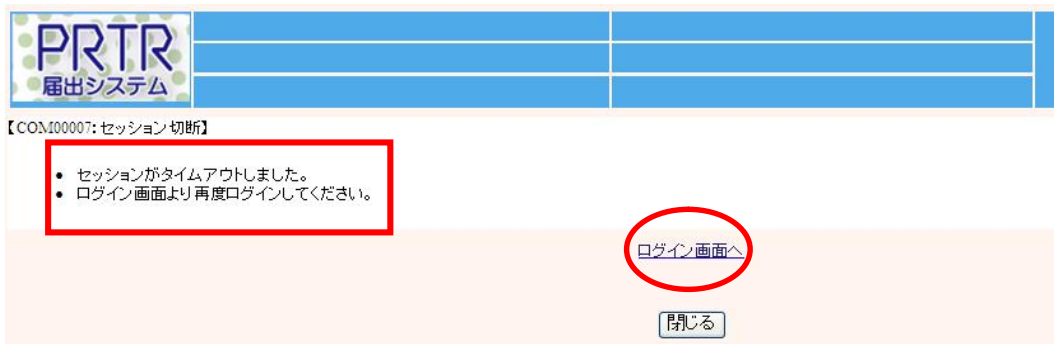 PRTR
届出システム
【COM00007:セッション切断】
• セッションがタイムアウトしました。
• ログイン画面より再度ログインしてください。
ログイン画面へ
閉じる